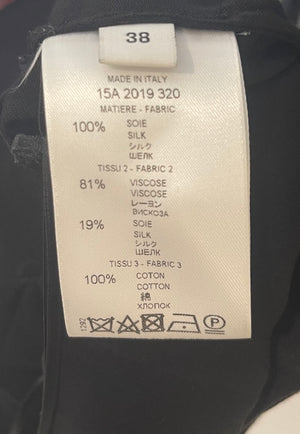 38
MADE IN ITALY
15A 2019 320
MATIERE - FABRIC
100% SOIE
SILK
シルク
ШЕЛК
TISSU 2 - FABRIC 2
81% VISCOSE
VISCOSE
レーヨン
ВИСКОЗА
19% SOIE
SILK
シルク
ШЕЛК
TISSU 3 - FABRIC 3
100% COTON
COTTON
綿
ХЛОПОК
1292
P